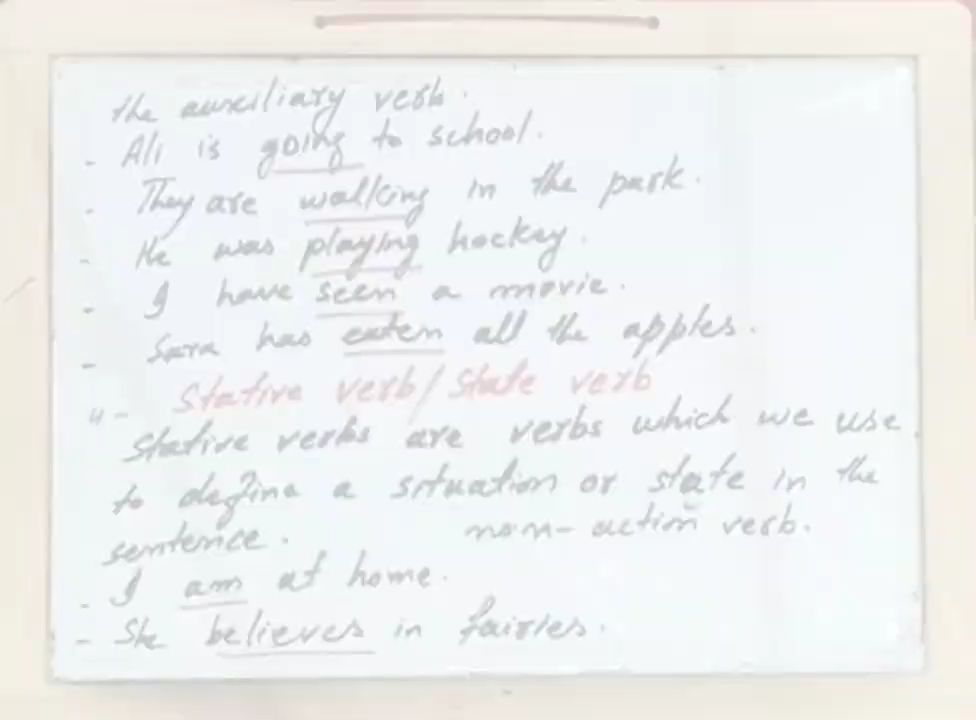 the auxiliary verb.
- Ali is going to school.
- They are walking in the park.
- He was playing hockey.
- I have seen a movie.
- Sara has eaten all the apples.
4- Stative verb/State verb
Stative verbs are verbs which we use
to define a situation or state in the
sentence. non-action verb.
- I am at home.
- She believes in fairies.